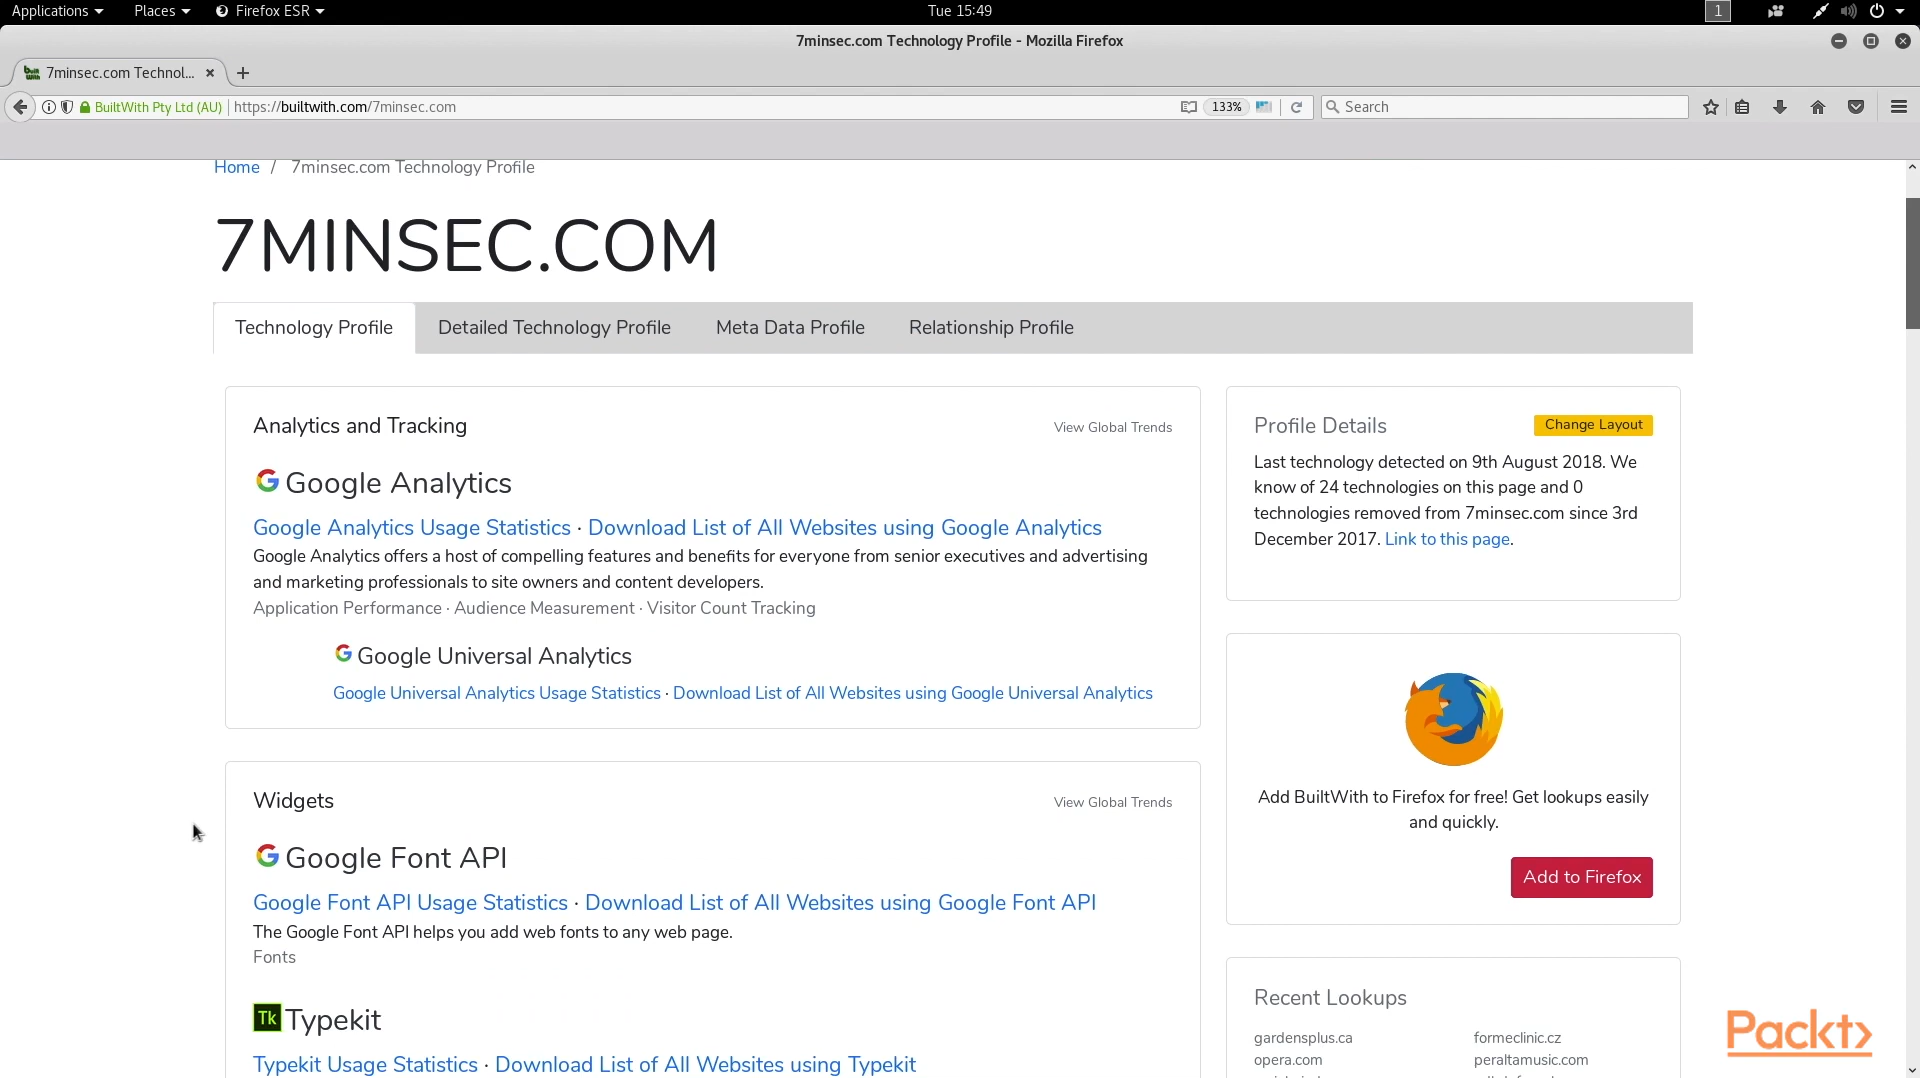 Applications Places Firefox ESR Tue 15:49 1
7minsec.com Technology Profile - Mozilla Firefox
7minsec.com Technol...
BuiltWith Pty Ltd (AU) https://builtwith.com/7minsec.com 133% Search
Home / 7minsec.com Technology Profile
7MINSEC.COM
Technology Profile Detailed Technology Profile Meta Data Profile Relationship Profile
Analytics and Tracking View Global Trends
Google Analytics
Google Analytics Usage Statistics · Download List of All Websites using Google Analytics
Google Analytics offers a host of compelling features and benefits for everyone from senior executives and advertising
and marketing professionals to site owners and content developers.
Application Performance · Audience Measurement · Visitor Count Tracking
Google Universal Analytics
Google Universal Analytics Usage Statistics · Download List of All Websites using Google Universal Analytics
Widgets View Global Trends
Google Font API
Google Font API Usage Statistics · Download List of All Websites using Google Font API
The Google Font API helps you add web fonts to any web page.
Fonts
Tk Typekit
Typekit Usage Statistics · Download List of All Websites using Typekit
Profile Details Change Layout
Last technology detected on 9th August 2018. We
know of 24 technologies on this page and 0
technologies removed from 7minsec.com since 3rd
December 2017. Link to this page.
Add BuiltWith to Firefox for free! Get lookups easily
and quickly.
Add to Firefox
Recent Lookups
gardensplus.ca formeclinic.cz
opera.com peraltamusic.com
Packt>